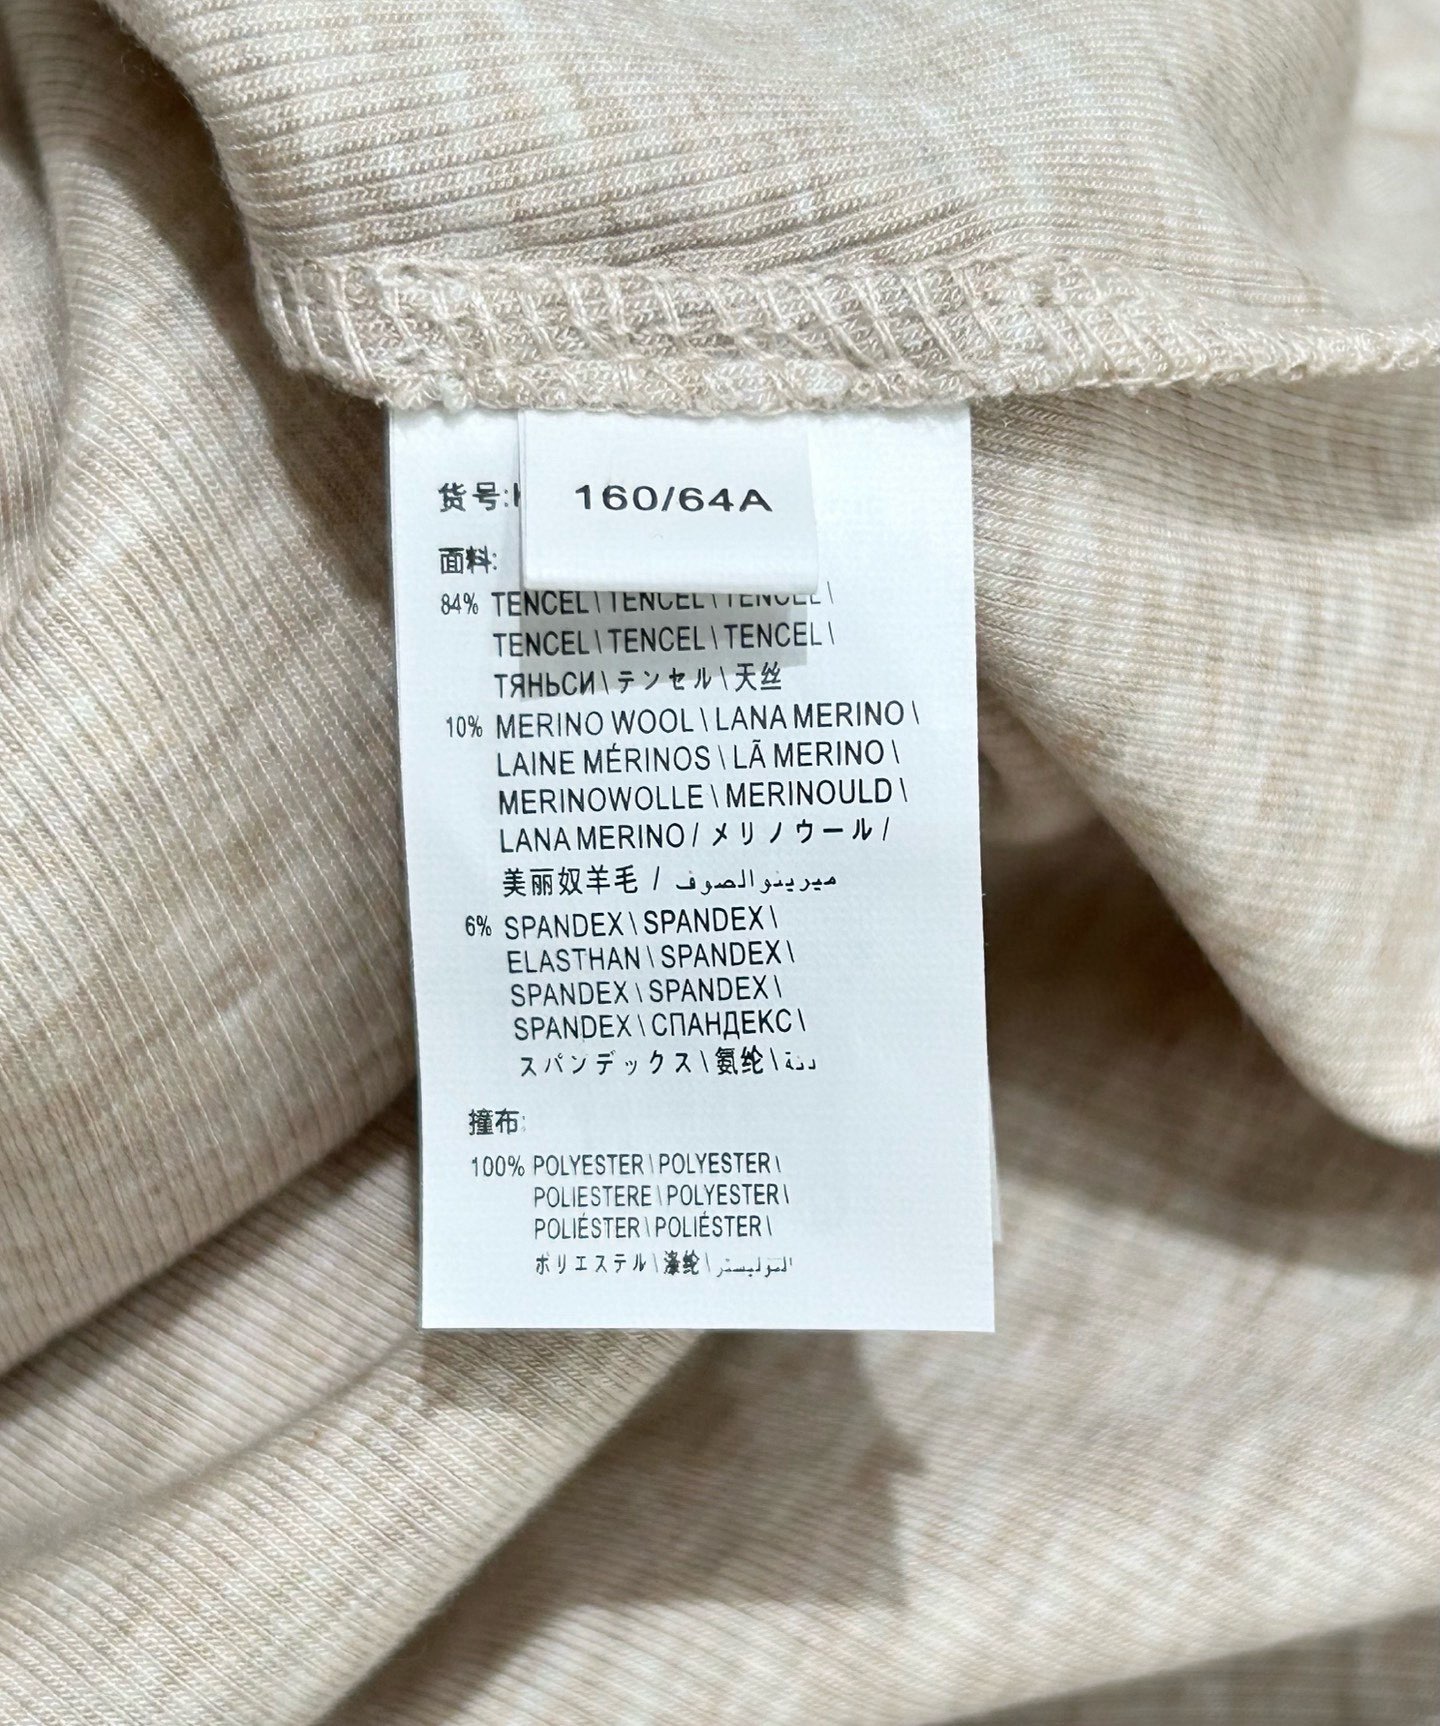 货号:
160/64A
面料:
84% TENCEL\TENCEL\TENCEL\
TENCEL\TENCEL\TENCEL\
ТЯНЬСИ\テンセル\天丝
10% MERINO WOOL\LANA MERINO\
LAINE MÉRINOS\LÃ MERINO\
MERINOWOLLE\MERINOULD\
LANA MERINO/メリノウール/
美丽奴羊毛/ميرينو الصوف
6% SPANDEX\SPANDEX\
ELASTHAN\SPANDEX\
SPANDEX\SPANDEX\
SPANDEX\СПАНДЕКС\
スパンデックス\氨纶\
撞布:
100% POLYESTER\POLYESTER\
POLIESTERE\POLYESTER\
POLIÉSTER\POLIÉSTER\
ポリエステル\涤纶\